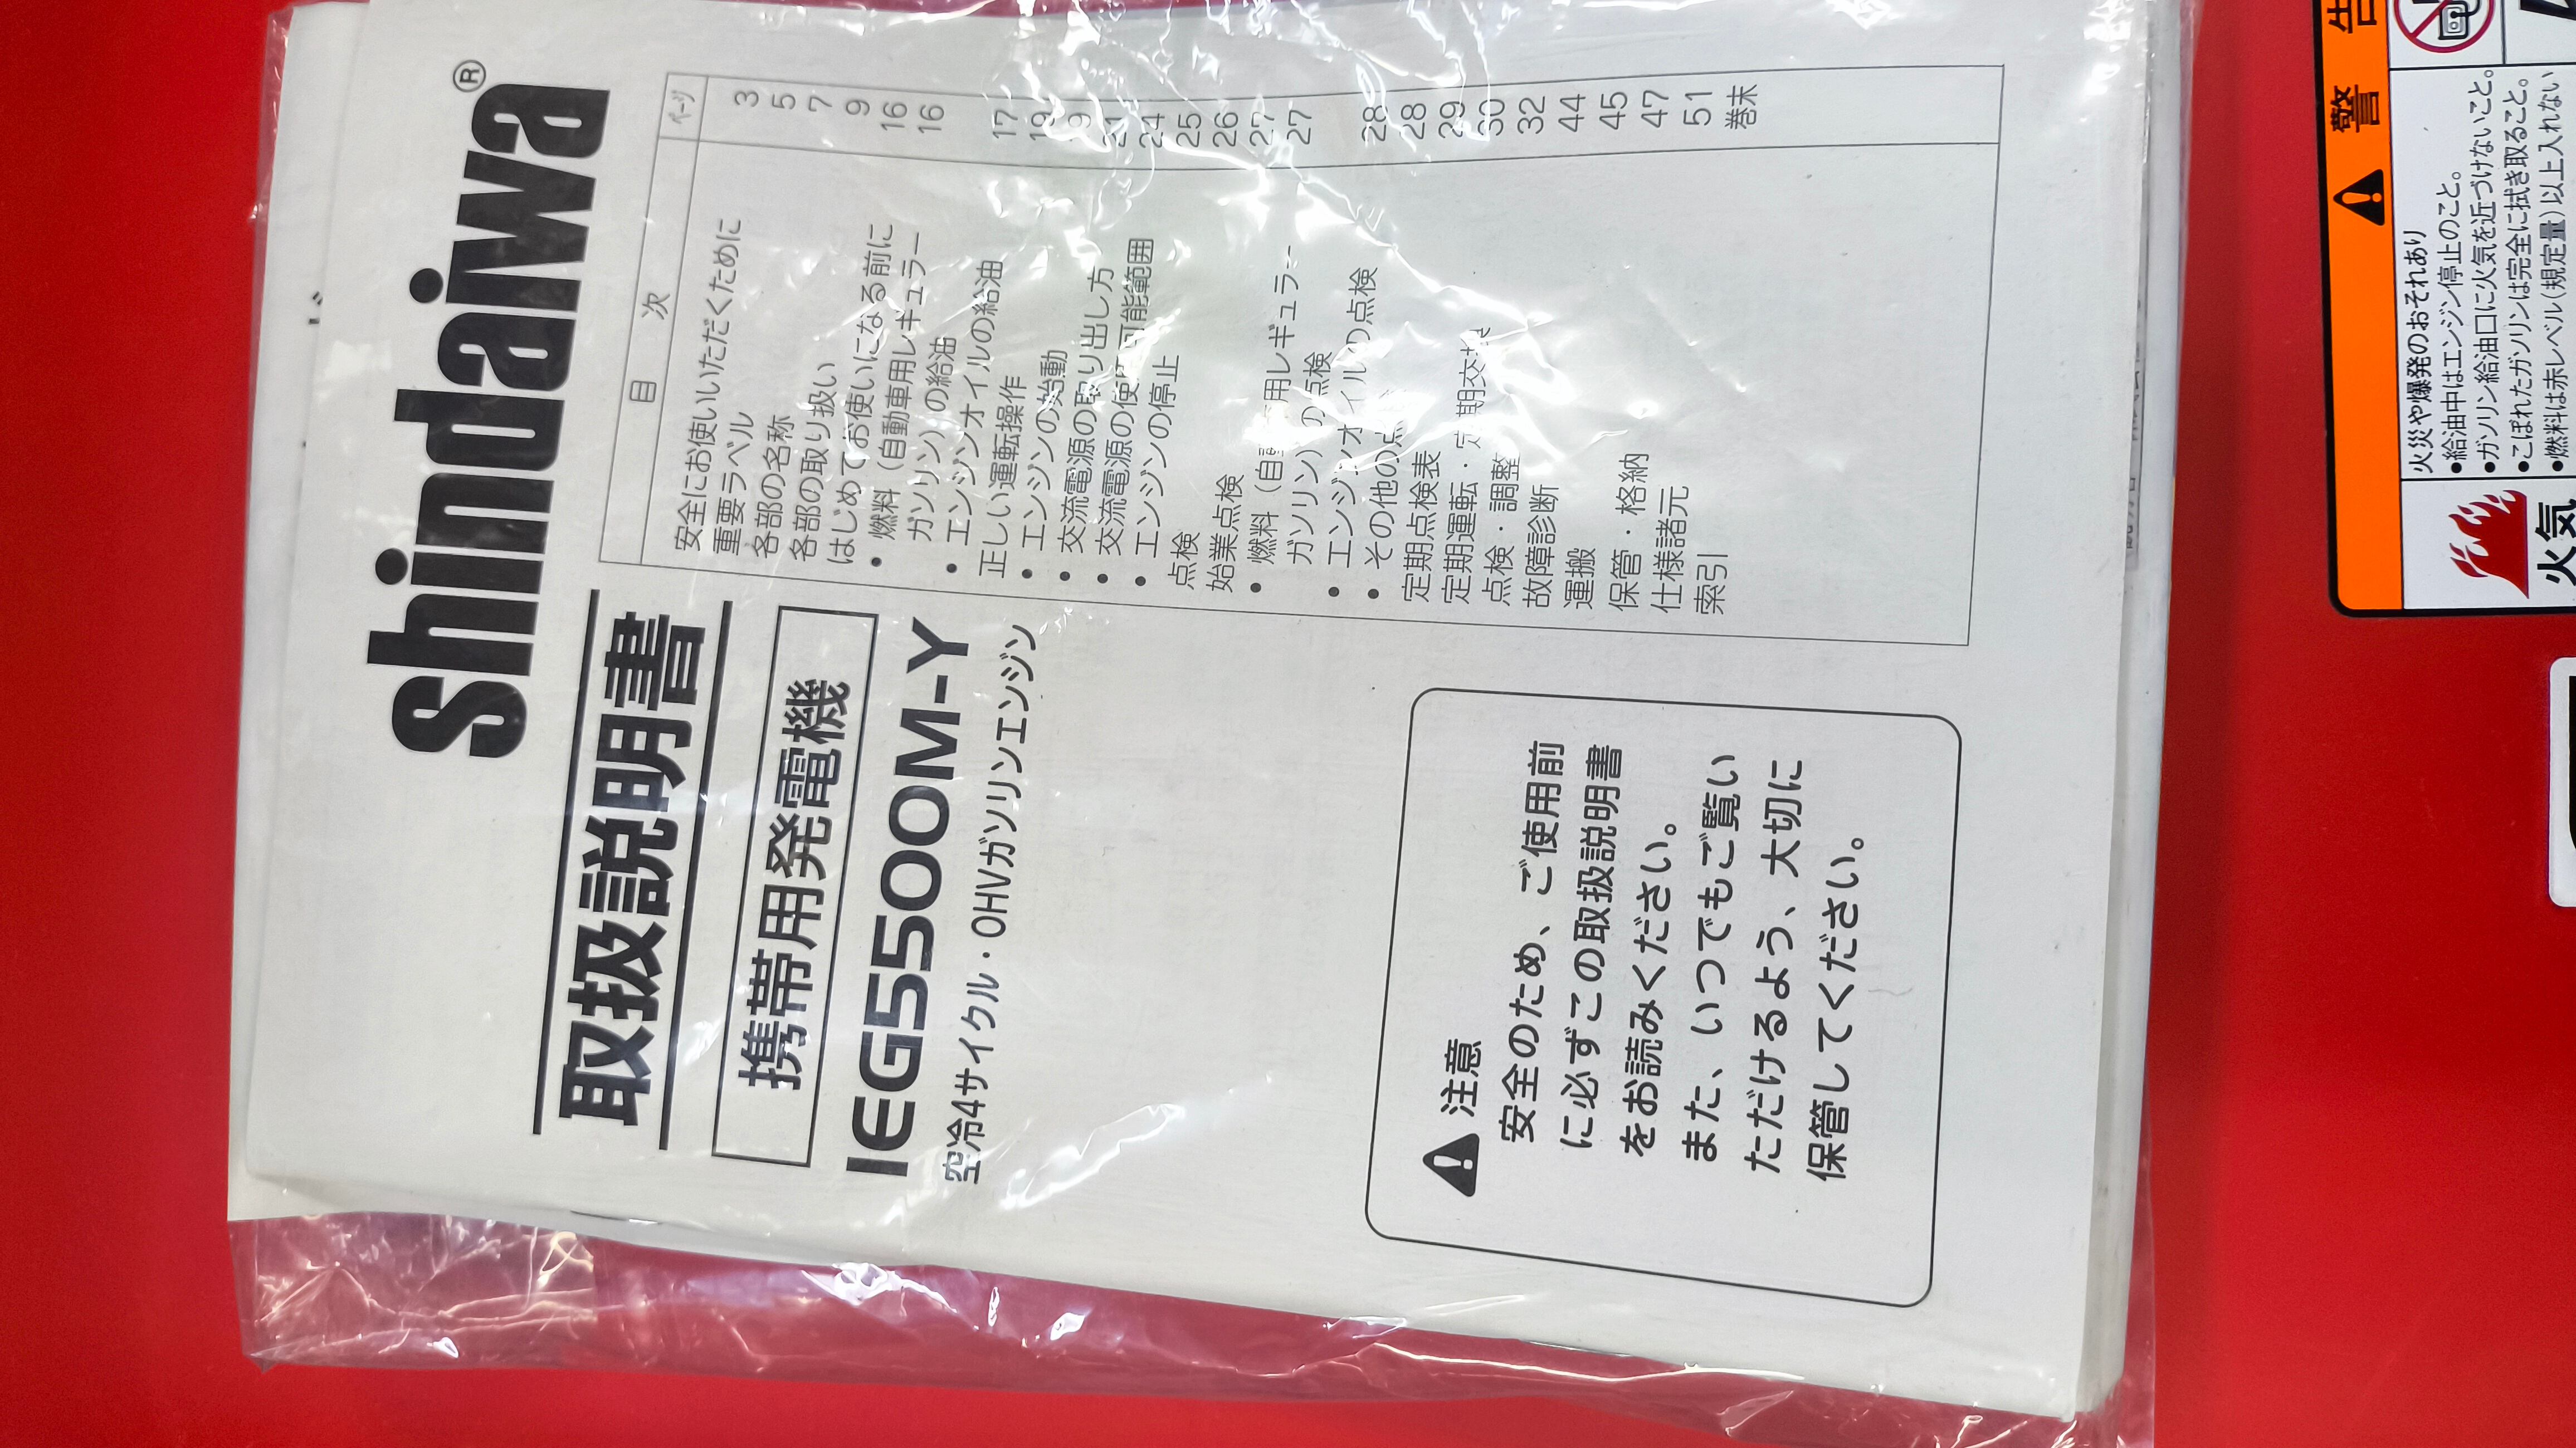 shindaiwa®
取扱説明書
携帯用発電機
IEG5500M-Y
空冷4サイクル・OHVガソリンエンジン
⚠ 注意
安全のため、ご使用前
に必ずこの取扱説明書
をお読みください。
また、いつでもご覧い
ただけるよう、大切に
保管してください。
目 次 ページ
安全にお使いいただくために 3
重要ラベル 5
各部の名称 7
各部の取り扱い 9
はじめてお使いになる前に 16
• 燃料（自動車用レギュラー 16
ガソリン）の給油
• エンジンオイルの給油 17
正しい運転操作 19
• エンジンの始動
• 交流電源の取り出し方 21
• 交流電源の使用可能範囲 24
• エンジンの停止 25
点検 26
始業点検 27
• 燃料（自動車用レギュラー 27
ガソリン）の点検
• エンジンオイルの点検 28
• その他の点検 28
定期点検表 29
定期運転・定期交換 30
点検・調整 32
故障診断 44
運搬 45
保管・格納 47
仕様諸元 51
索引 巻末
⚠ 警 告
火災や爆発のおそれあり
●給油中はエンジン停止のこと。
●ガソリン給油口に火気を近づけないこと。
●こぼれたガソリンは完全に拭き取ること。
●燃料は赤レベル(規定量)以上入れない
火気